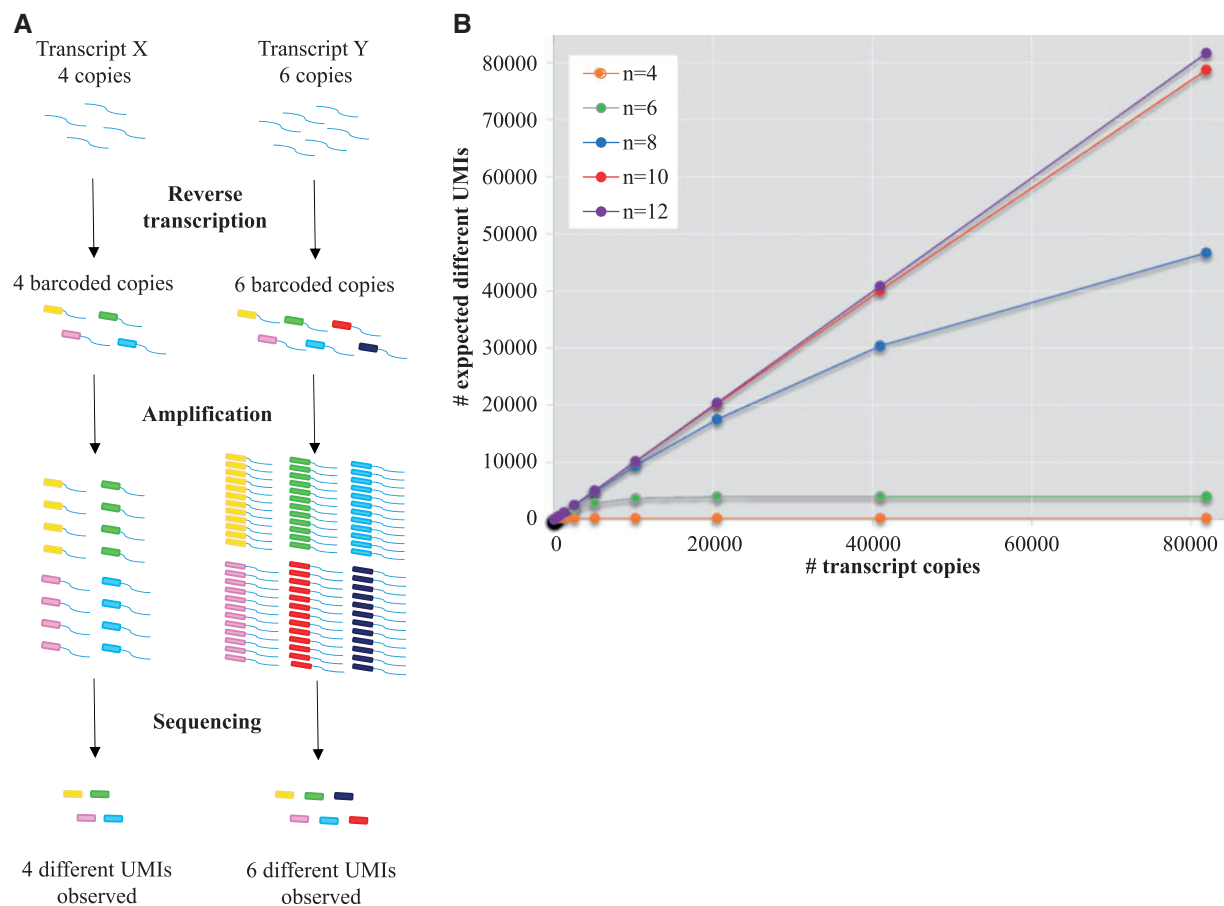 A
Transcript X
4 copies
Transcript Y
6 copies
Reverse
transcription
4 barcoded copies
6 barcoded copies
Amplification
Sequencing
4 different UMIs
observed
6 different UMIs
observed
B
# exppected different UMIs
80000
70000
60000
50000
40000
30000
20000
10000
0
n=4
n=6
n=8
n=10
n=12
0
20000
40000
60000
80000
# transcript copies